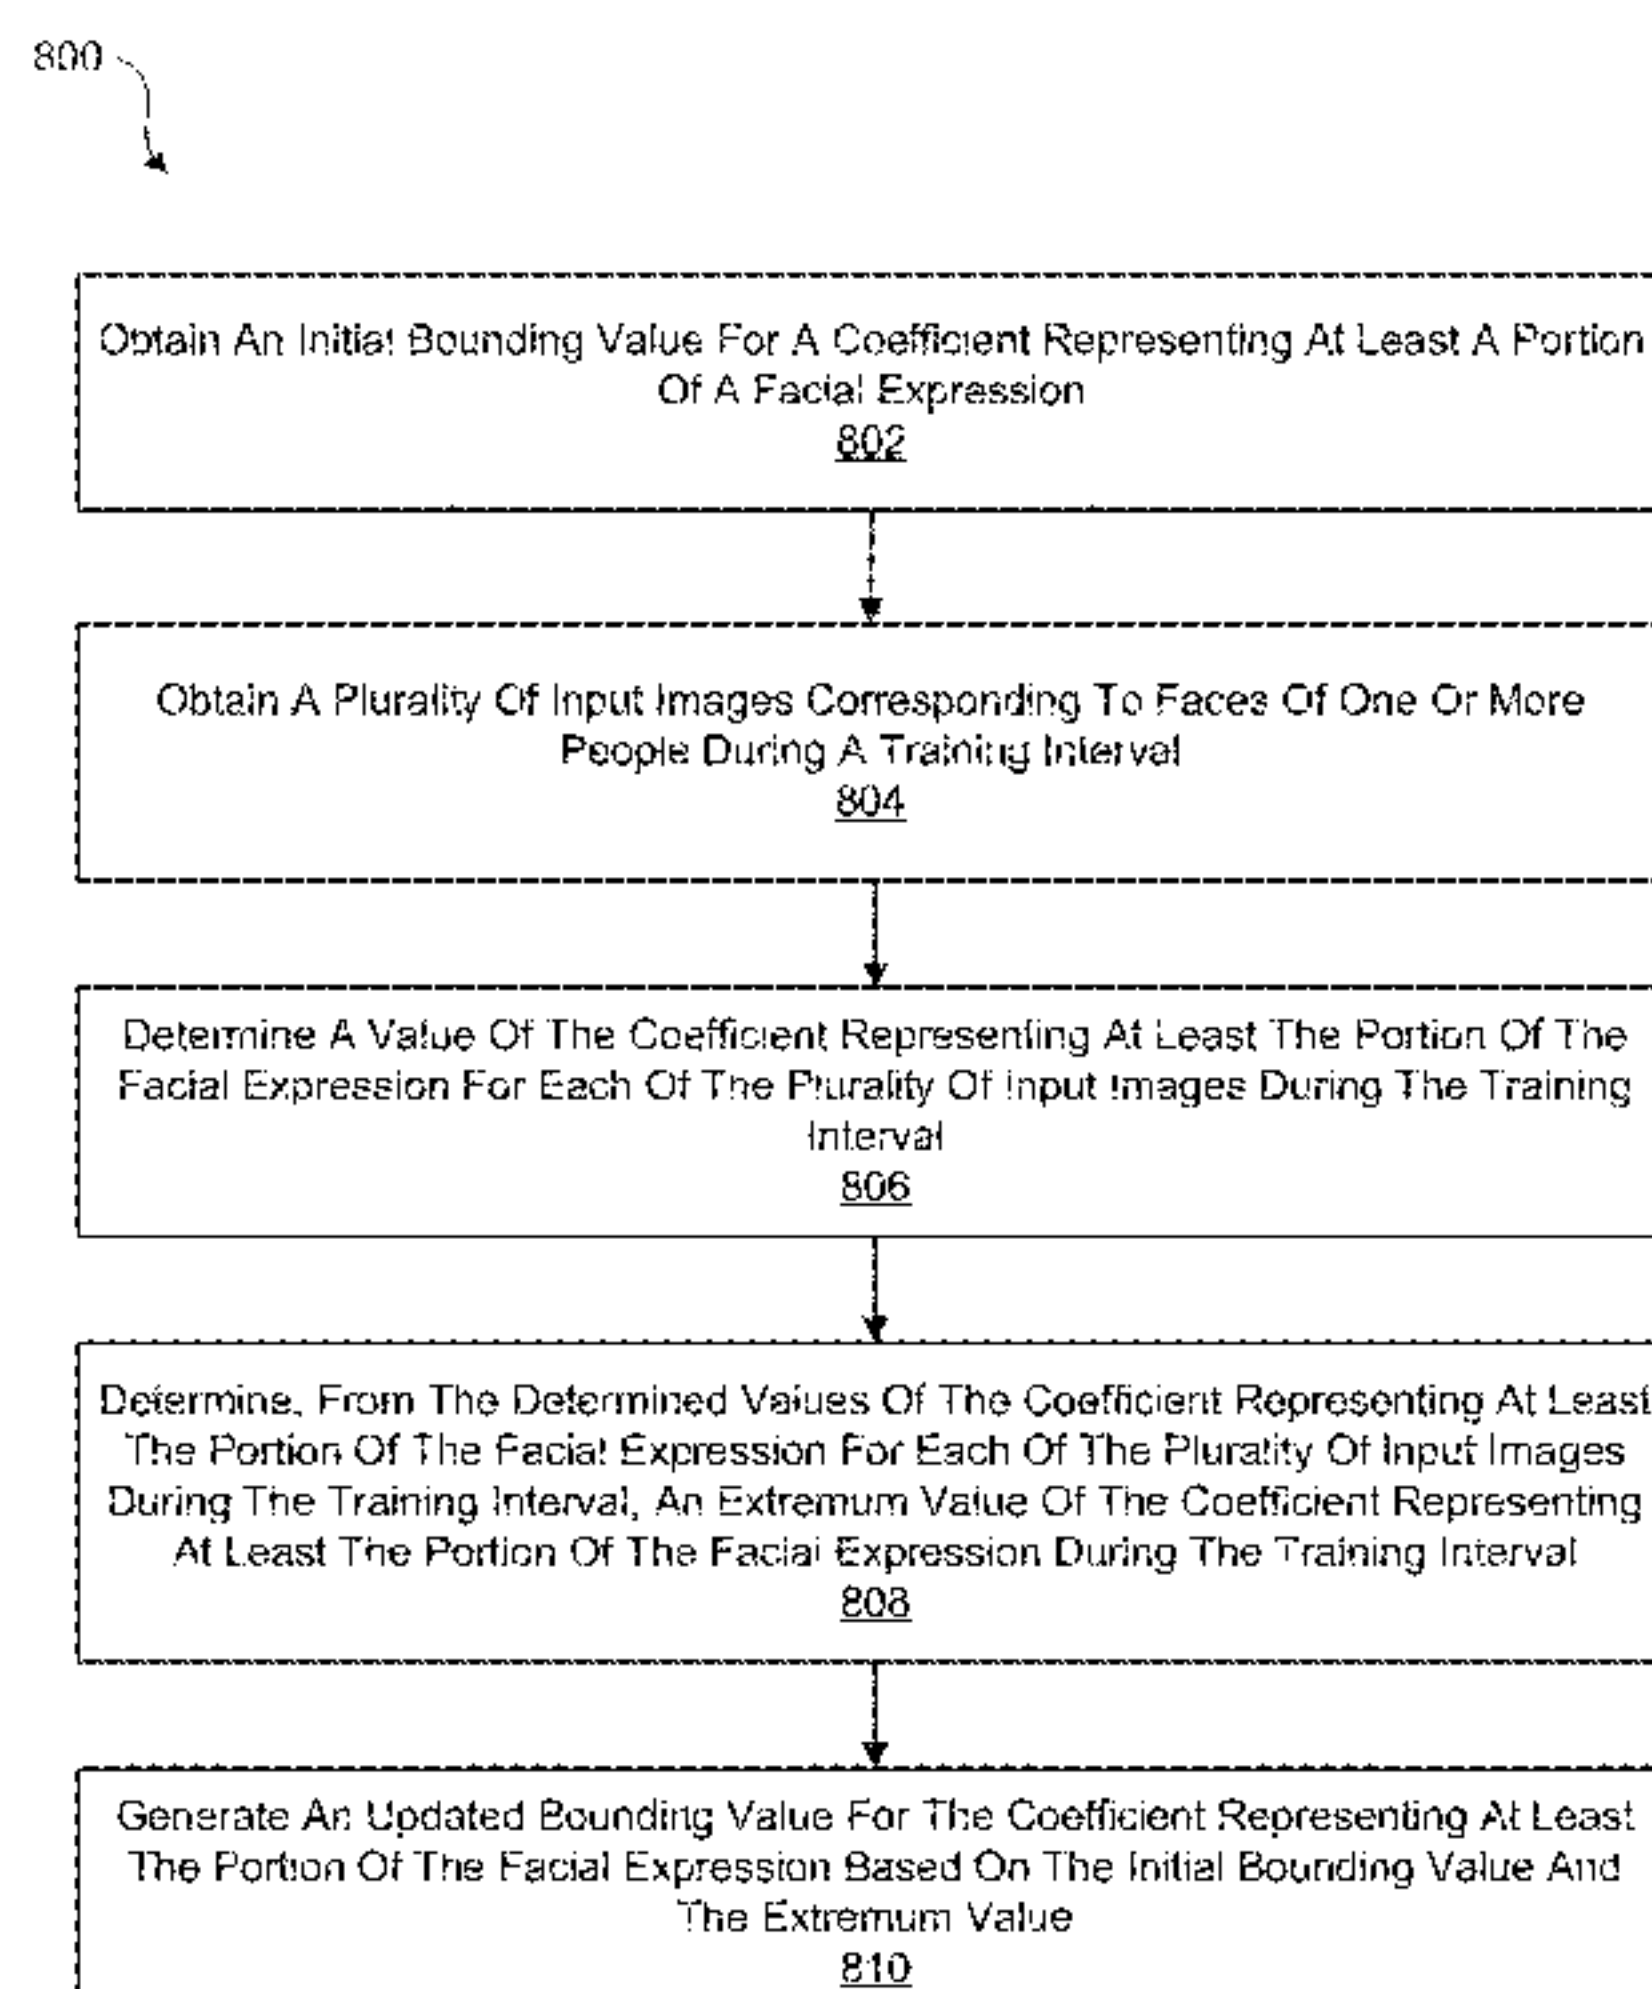 800
Obtain An Initial Bounding Value For A Coefficient Representing At Least A Portion
Of A Facial Expression
802
Obtain A Plurality Of Input Images Corresponding To Faces Of One Or More
People During A Training Interval
804
Determine A Value Of The Coefficient Representing At Least The Portion Of The
Facial Expression For Each Of The Plurality Of Input Images During The Training
Interval
806
Determine, From The Determined Values Of The Coefficient Representing At Least
The Portion Of The Facial Expression For Each Of The Plurality Of Input Images
During The Training Interval, An Extremum Value Of The Coefficient Representing
At Least The Portion Of The Facial Expression During The Training Interval
808
Generate An Updated Bounding Value For The Coefficient Representing At Least
The Portion Of The Facial Expression Based On The Initial Bounding Value And
The Extremum Value
810